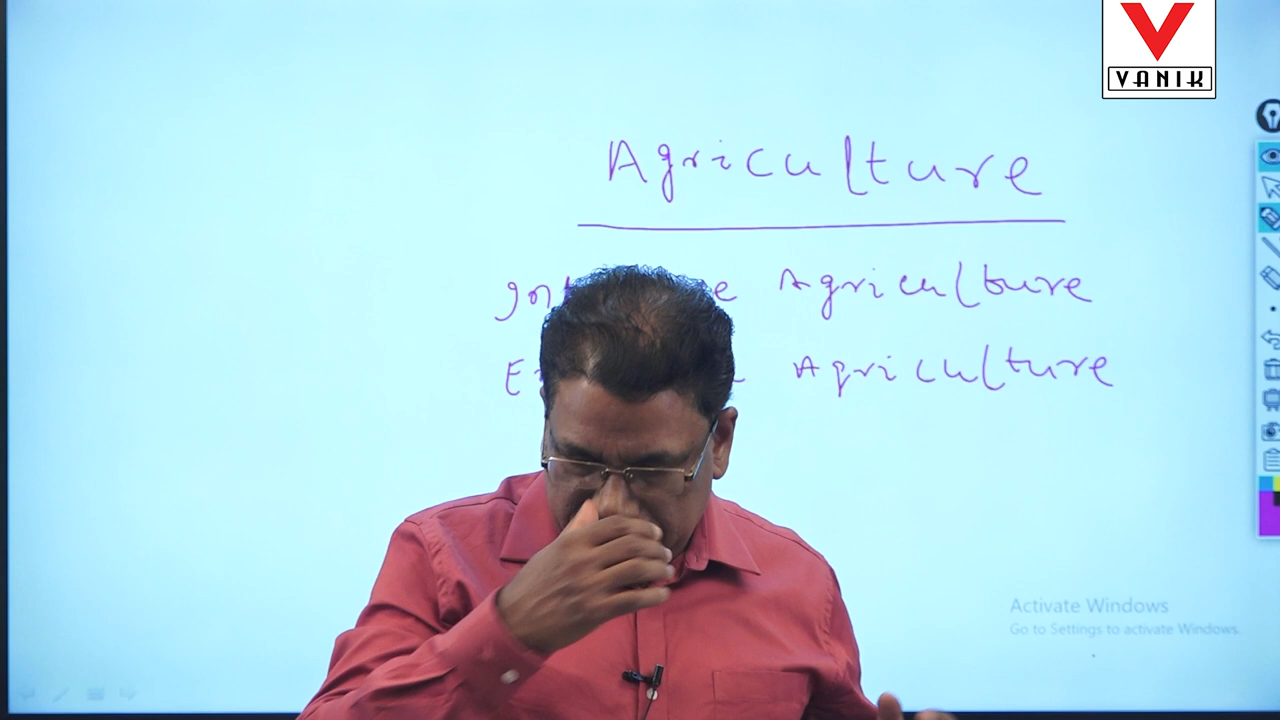 VANIK
Agriculture
Agriculture
Agriculture
Activate Windows
Go to Settings to activate Windows.